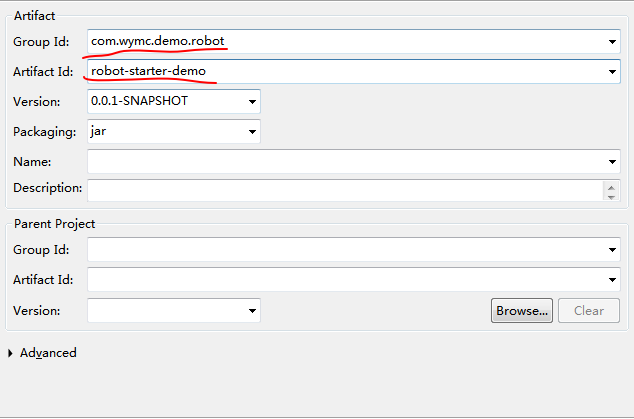 Artifact
Group Id: com.wymc.demo.robot
Artifact Id: robot-starter-demo
Version: 0.0.1-SNAPSHOT
Packaging: jar
Name:
Description:
Parent Project
Group Id:
Artifact Id:
Version: Browse... Clear
Advanced